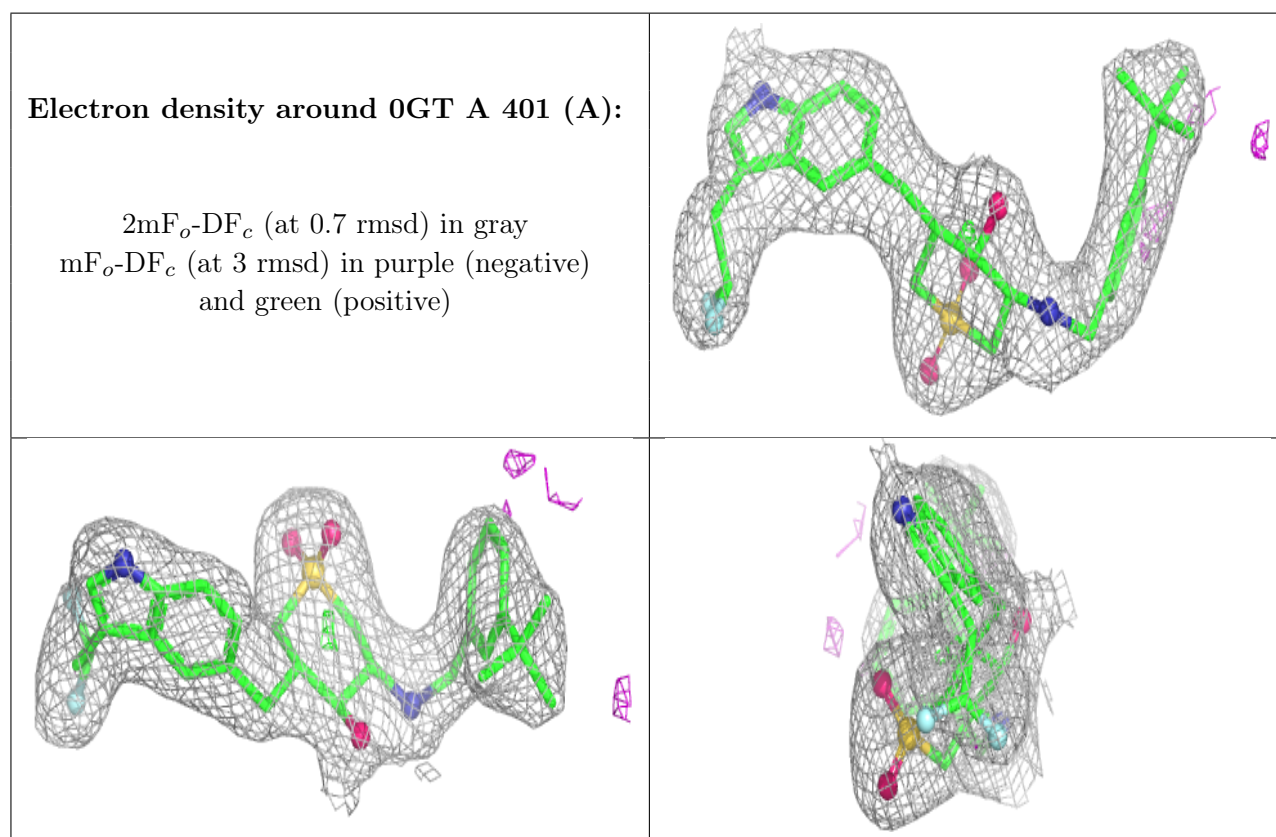 Electron density around 0GT A 401 (A):
2mFo-DFc (at 0.7 rmsd) in gray
mFo-DFc (at 3 rmsd) in purple (negative)
and green (positive)